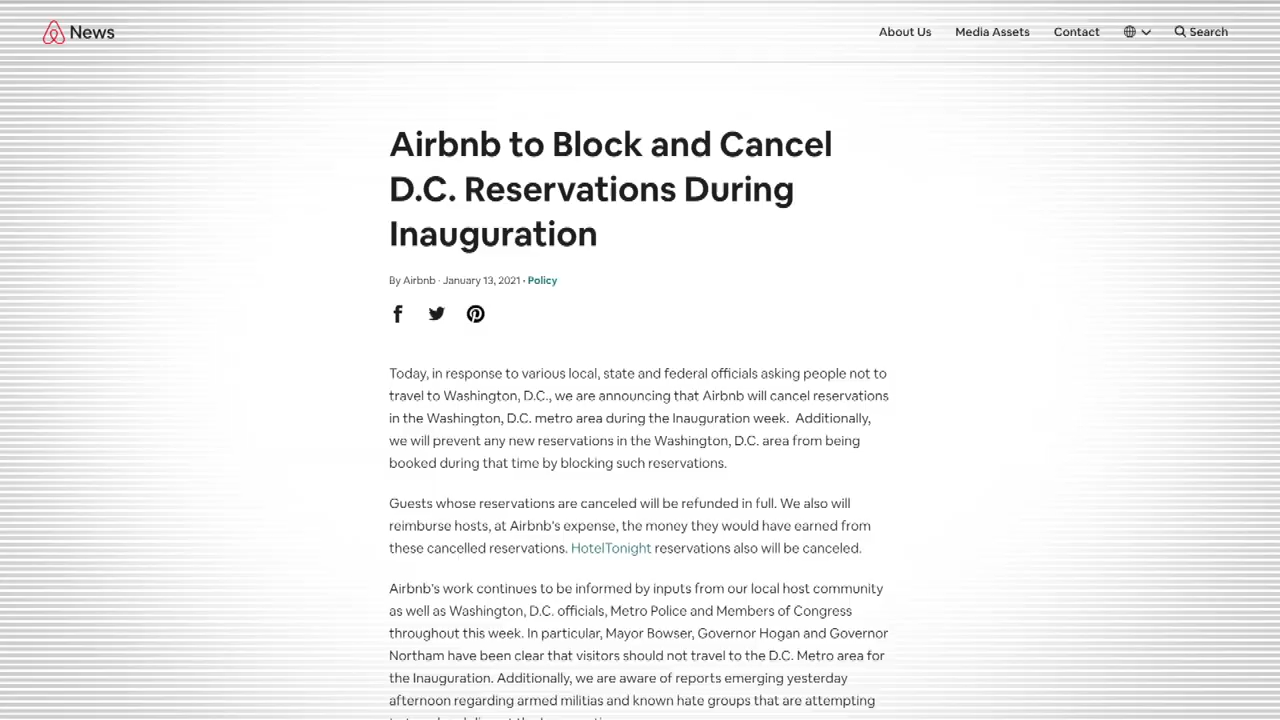 News
About Us
Media Assets
Contact
Search
Airbnb to Block and Cancel
D.C. Reservations During
Inauguration
By Airbnb · January 13, 2021 · Policy
Today, in response to various local, state and federal officials asking people not to
travel to Washington, D.C., we are announcing that Airbnb will cancel reservations
in the Washington, D.C. metro area during the Inauguration week. Additionally,
we will prevent any new reservations in the Washington, D.C. area from being
booked during that time by blocking such reservations.
Guests whose reservations are canceled will be refunded in full. We also will
reimburse hosts, at Airbnb's expense, the money they would have earned from
these cancelled reservations. HotelTonight reservations also will be canceled.
Airbnb's work continues to be informed by inputs from our local host community
as well as Washington, D.C. officials, Metro Police and Members of Congress
throughout this week. In particular, Mayor Bowser, Governor Hogan and Governor
Northam have been clear that visitors should not travel to the D.C. Metro area for
the Inauguration. Additionally, we are aware of reports emerging yesterday
afternoon regarding armed militias and known hate groups that are attempting